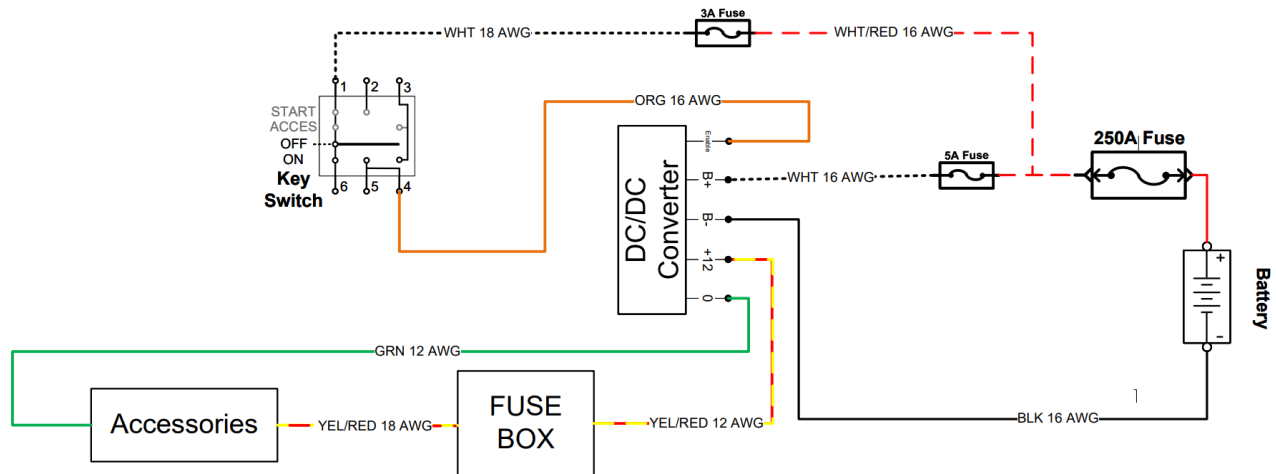 3A Fuse
WHT 18 AWG
WHT/RED 16 AWG
1 2 3
START
ACCES
OFF
ON
6 5 4
Key
Switch
ORG 16 AWG
DC/DC
Converter
Enable
B+
B-
+12
0
WHT 16 AWG
5A Fuse
250A Fuse
+
-
Battery
GRN 12 AWG
Accessories
YEL/RED 18 AWG
FUSE
BOX
YEL/RED 12 AWG
BLK 16 AWG
1